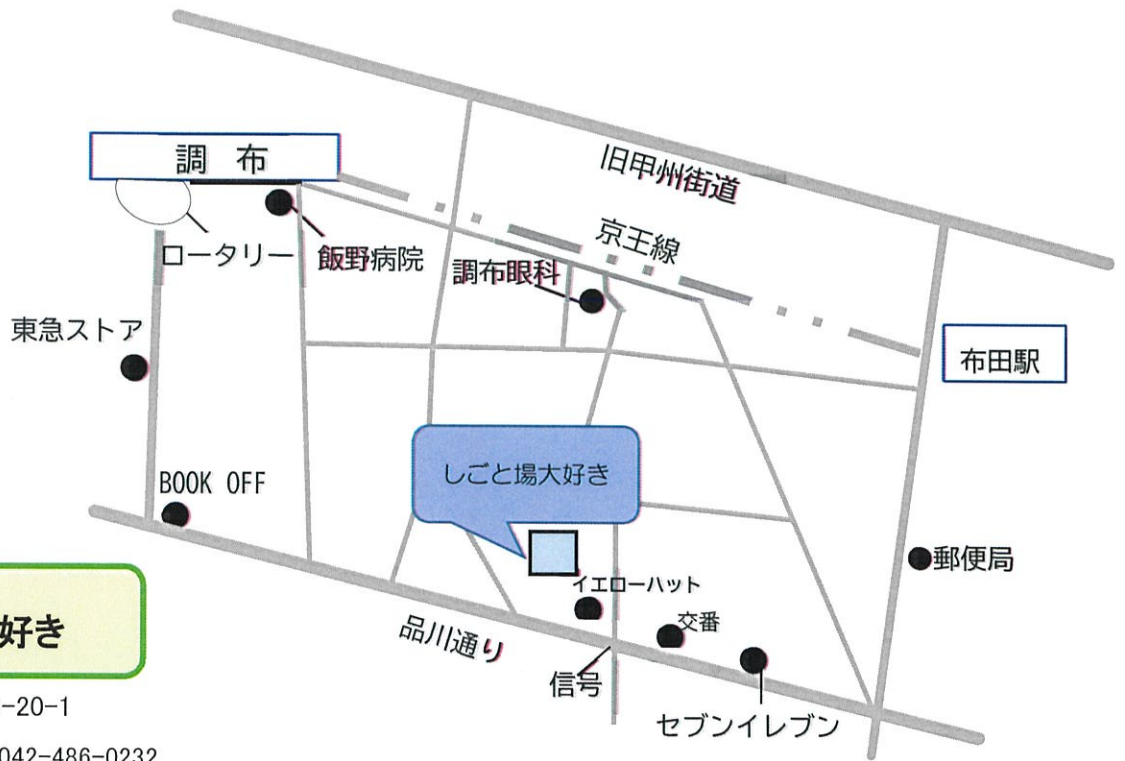 旧甲州街道
調 布
京王線
ロータリー
飯野病院
調布眼科
東急ストア
布田駅
しごと場大好き
BOOK OFF
郵便局
イエローハット
交番
好き
品川通り
信号
セブンイレブン
-20-1
042-486-0232